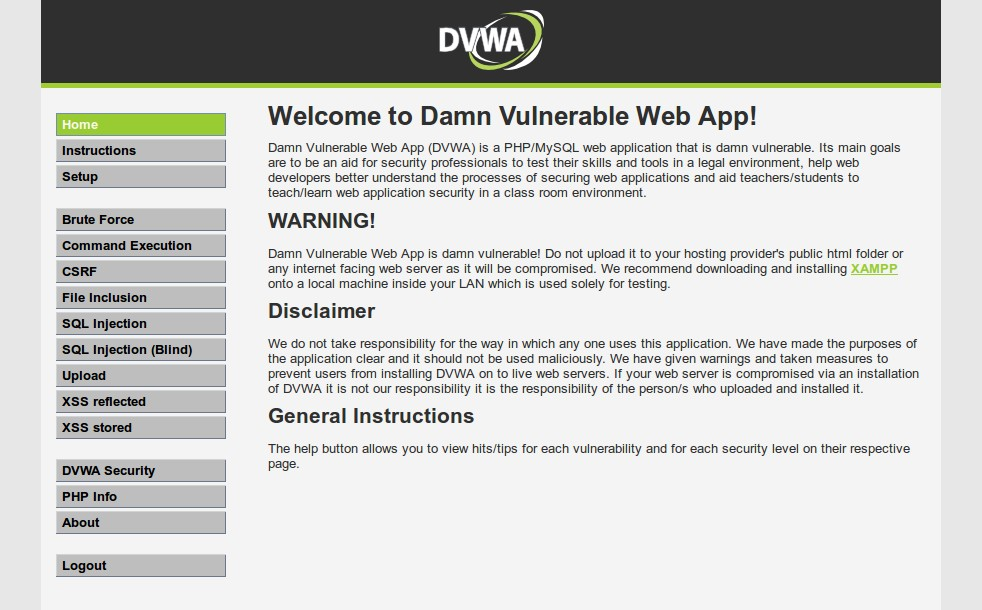 DVWA
Home
Instructions
Setup
Brute Force
Command Execution
CSRF
File Inclusion
SQL Injection
SQL Injection (Blind)
Upload
XSS reflected
XSS stored
DVWA Security
PHP Info
About
Logout
Welcome to Damn Vulnerable Web App!
Damn Vulnerable Web App (DVWA) is a PHP/MySQL web application that is damn vulnerable. Its main goals
are to be an aid for security professionals to test their skills and tools in a legal environment, help web
developers better understand the processes of securing web applications and aid teachers/students to
teach/learn web application security in a class room environment.
WARNING!
Damn Vulnerable Web App is damn vulnerable! Do not upload it to your hosting provider's public html folder or
any internet facing web server as it will be compromised. We recommend downloading and installing XAMPP
onto a local machine inside your LAN which is used solely for testing.
Disclaimer
We do not take responsibility for the way in which any one uses this application. We have made the purposes of
the application clear and it should not be used maliciously. We have given warnings and taken measures to
prevent users from installing DVWA on to live web servers. If your web server is compromised via an installation
of DVWA it is not our responsibility it is the responsibility of the person/s who uploaded and installed it.
General Instructions
The help button allows you to view hits/tips for each vulnerability and for each security level on their respective
page.